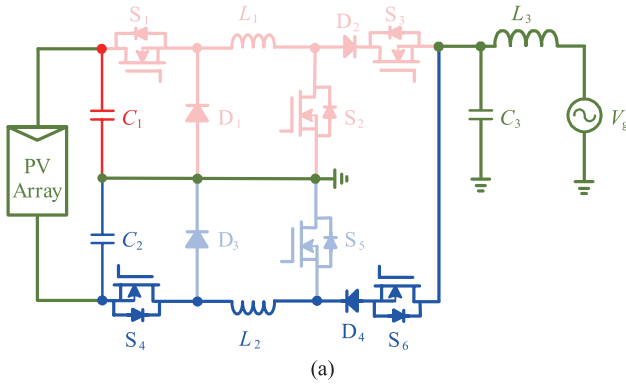 S1 L1 D2 S3 L3
C1 D1 S2 C3 Vg
PV
Array
C2 D3 S5
S4 L2 D4 S6
(a)